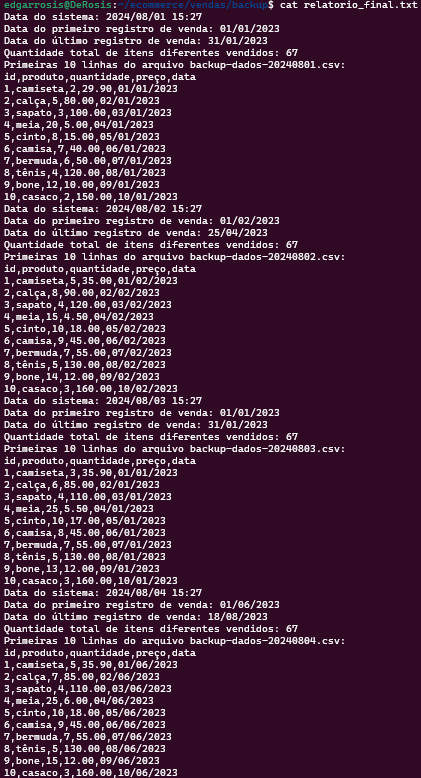 edgarrosis@DeRosis:~/ecommerce/vendas/backup$ cat relatorio_final.txt
Data do sistema: 2024/08/01 15:27
Data do primeiro registro de venda: 01/01/2023
Data do último registro de venda: 31/01/2023
Quantidade total de itens diferentes vendidos: 67
Primeiras 10 linhas do arquivo backup-dados-20240801.csv:
id,produto,quantidade,preço,data
1,camiseta,2,29.90,01/01/2023
2,calça,5,80.00,02/01/2023
3,sapato,3,100.00,03/01/2023
4,meia,20,5.00,04/01/2023
5,cinto,8,15.00,05/01/2023
6,camisa,7,40.00,06/01/2023
7,bermuda,6,50.00,07/01/2023
8,tênis,4,120.00,08/01/2023
9,bone,12,10.00,09/01/2023
10,casaco,2,150.00,10/01/2023
Data do sistema: 2024/08/02 15:27
Data do primeiro registro de venda: 01/02/2023
Data do último registro de venda: 25/04/2023
Quantidade total de itens diferentes vendidos: 67
Primeiras 10 linhas do arquivo backup-dados-20240802.csv:
id,produto,quantidade,preço,data
1,camiseta,5,35.00,01/02/2023
2,calça,8,90.00,02/02/2023
3,sapato,4,120.00,03/02/2023
4,meia,15,4.50,04/02/2023
5,cinto,10,18.00,05/02/2023
6,camisa,9,45.00,06/02/2023
7,bermuda,7,55.00,07/02/2023
8,tênis,5,130.00,08/02/2023
9,bone,14,12.00,09/02/2023
10,casaco,3,160.00,10/02/2023
Data do sistema: 2024/08/03 15:27
Data do primeiro registro de venda: 01/01/2023
Data do último registro de venda: 31/01/2023
Quantidade total de itens diferentes vendidos: 67
Primeiras 10 linhas do arquivo backup-dados-20240803.csv:
id,produto,quantidade,preço,data
1,camiseta,3,35.90,01/01/2023
2,calça,6,85.00,02/01/2023
3,sapato,4,110.00,03/01/2023
4,meia,25,5.50,04/01/2023
5,cinto,10,17.00,05/01/2023
6,camisa,8,45.00,06/01/2023
7,bermuda,7,55.00,07/01/2023
8,tênis,5,130.00,08/01/2023
9,bone,13,12.00,09/01/2023
10,casaco,3,160.00,10/01/2023
Data do sistema: 2024/08/04 15:27
Data do primeiro registro de venda: 01/06/2023
Data do último registro de venda: 18/08/2023
Quantidade total de itens diferentes vendidos: 67
Primeiras 10 linhas do arquivo backup-dados-20240804.csv:
id,produto,quantidade,preço,data
1,camiseta,5,35.90,01/06/2023
2,calça,7,85.00,02/06/2023
3,sapato,4,110.00,03/06/2023
4,meia,25,6.00,04/06/2023
5,cinto,10,18.00,05/06/2023
6,camisa,9,45.00,06/06/2023
7,bermuda,7,55.00,07/06/2023
8,tênis,5,130.00,08/06/2023
9,bone,15,12.00,09/06/2023
10,casaco,3,160.00,10/06/2023